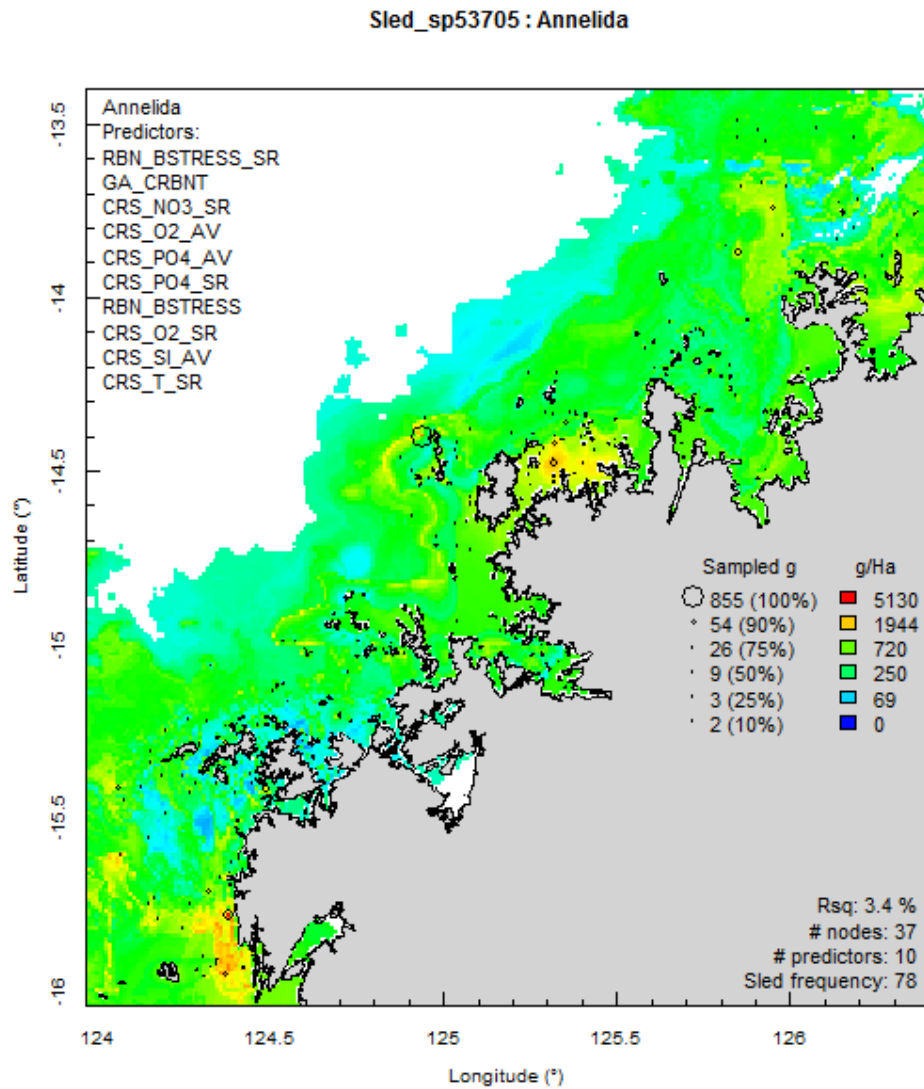 Sled_sp53705 : Annelida
Annelida
Predictors:
RBN_BSTRESS_SR
GA_CRBNT
CRS_NO3_SR
CRS_O2_AV
CRS_PO4_AV
CRS_PO4_SR
RBN_BSTRESS
CRS_O2_SR
CRS_SI_AV
CRS_T_SR
-13.5
-14
-14.5
-15
-15.5
-16
Latitude (°)
Sampled g g/Ha
855 (100%) 5130
54 (90%) 1944
26 (75%) 720
9 (50%) 250
3 (25%) 69
2 (10%) 0
Rsq: 3.4 %
# nodes: 37
# predictors: 10
Sled frequency: 78
124 124.5 125 125.5 126
Longitude (°)